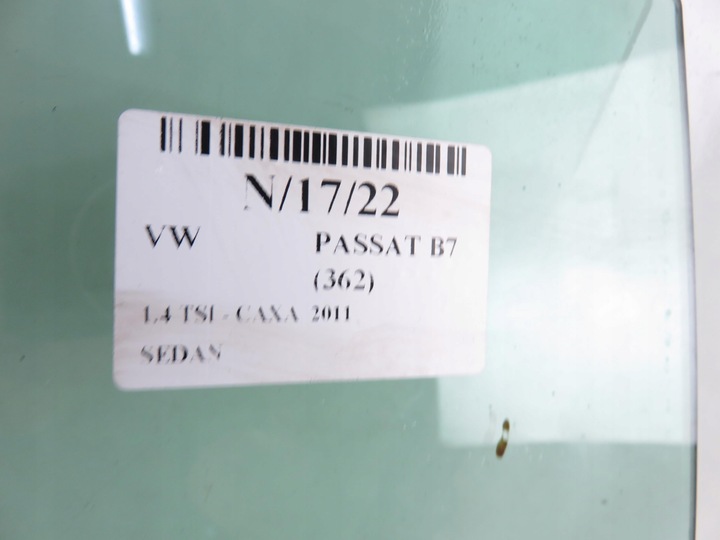 N/17/22
VW PASSAT B7
(362)
1.4 TSI - CAXA 2011
SEDAN